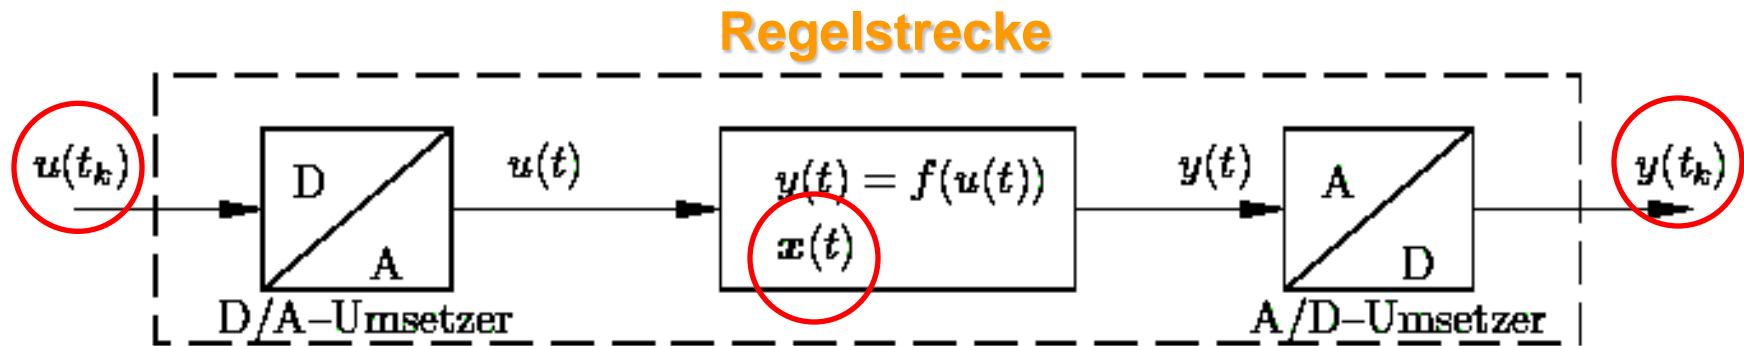 Regelstrecke
u(t_k)
D
A
D/A–Umsetzer
u(t)
y(t) = f(u(t))
x(t)
y(t)
A
D
A/D–Umsetzer
y(t_k)